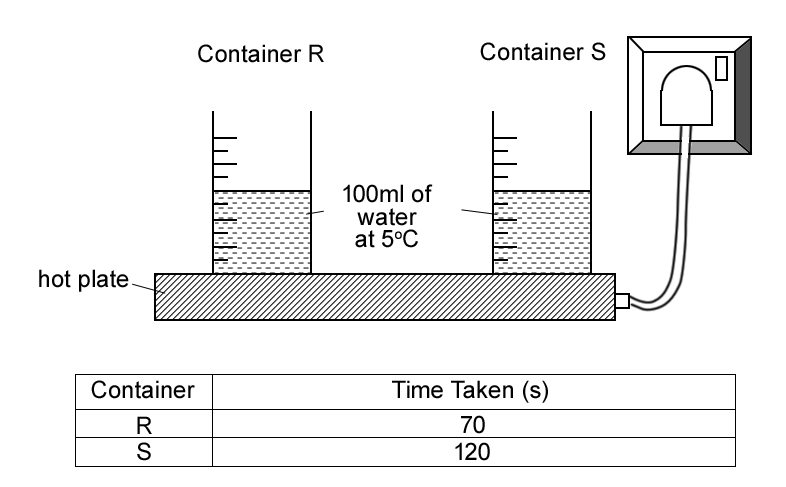 Container R
Container S
100ml of
water
at 5°C
hot plate
Container Time Taken (s)
R 70
S 120